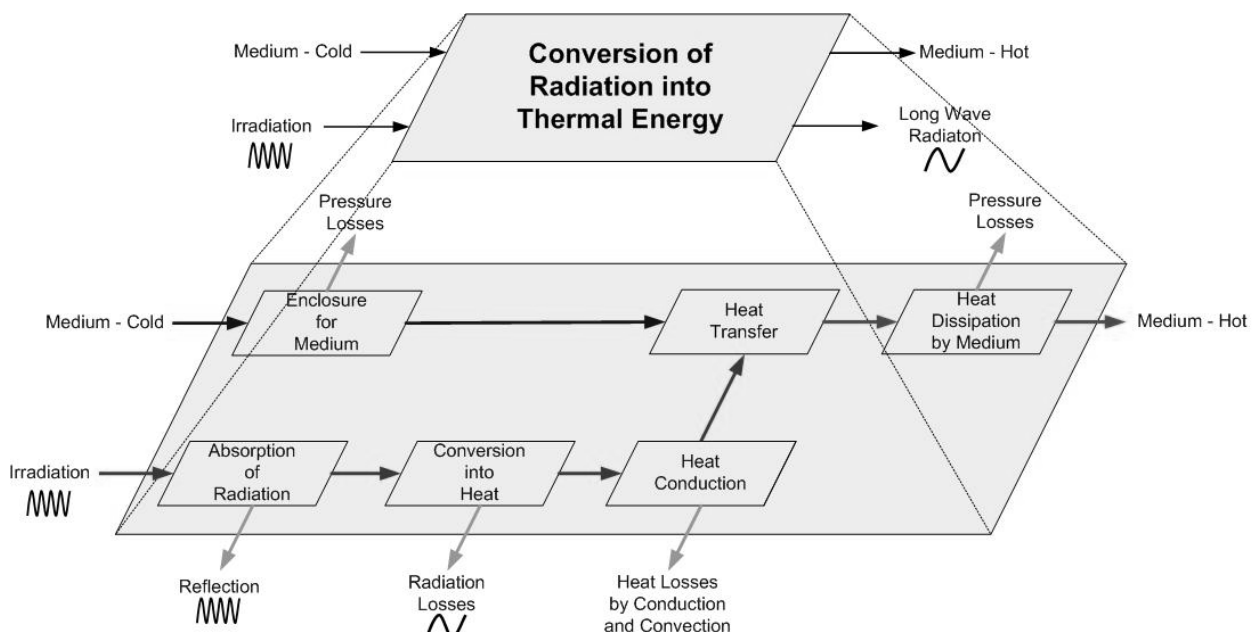 Medium - Cold
Conversion of
Radiation into
Thermal Energy
Medium - Hot
Irradiation
Long Wave
Radiaton
Pressure
Losses
Pressure
Losses
Medium - Cold
Enclosure
for
Medium
Heat
Transfer
Heat
Dissipation
by Medium
Medium - Hot
Irradiation
Absorption
of
Radiation
Conversion
into
Heat
Heat
Conduction
Reflection
Radiation
Losses
Heat Losses
by Conduction
and Convection